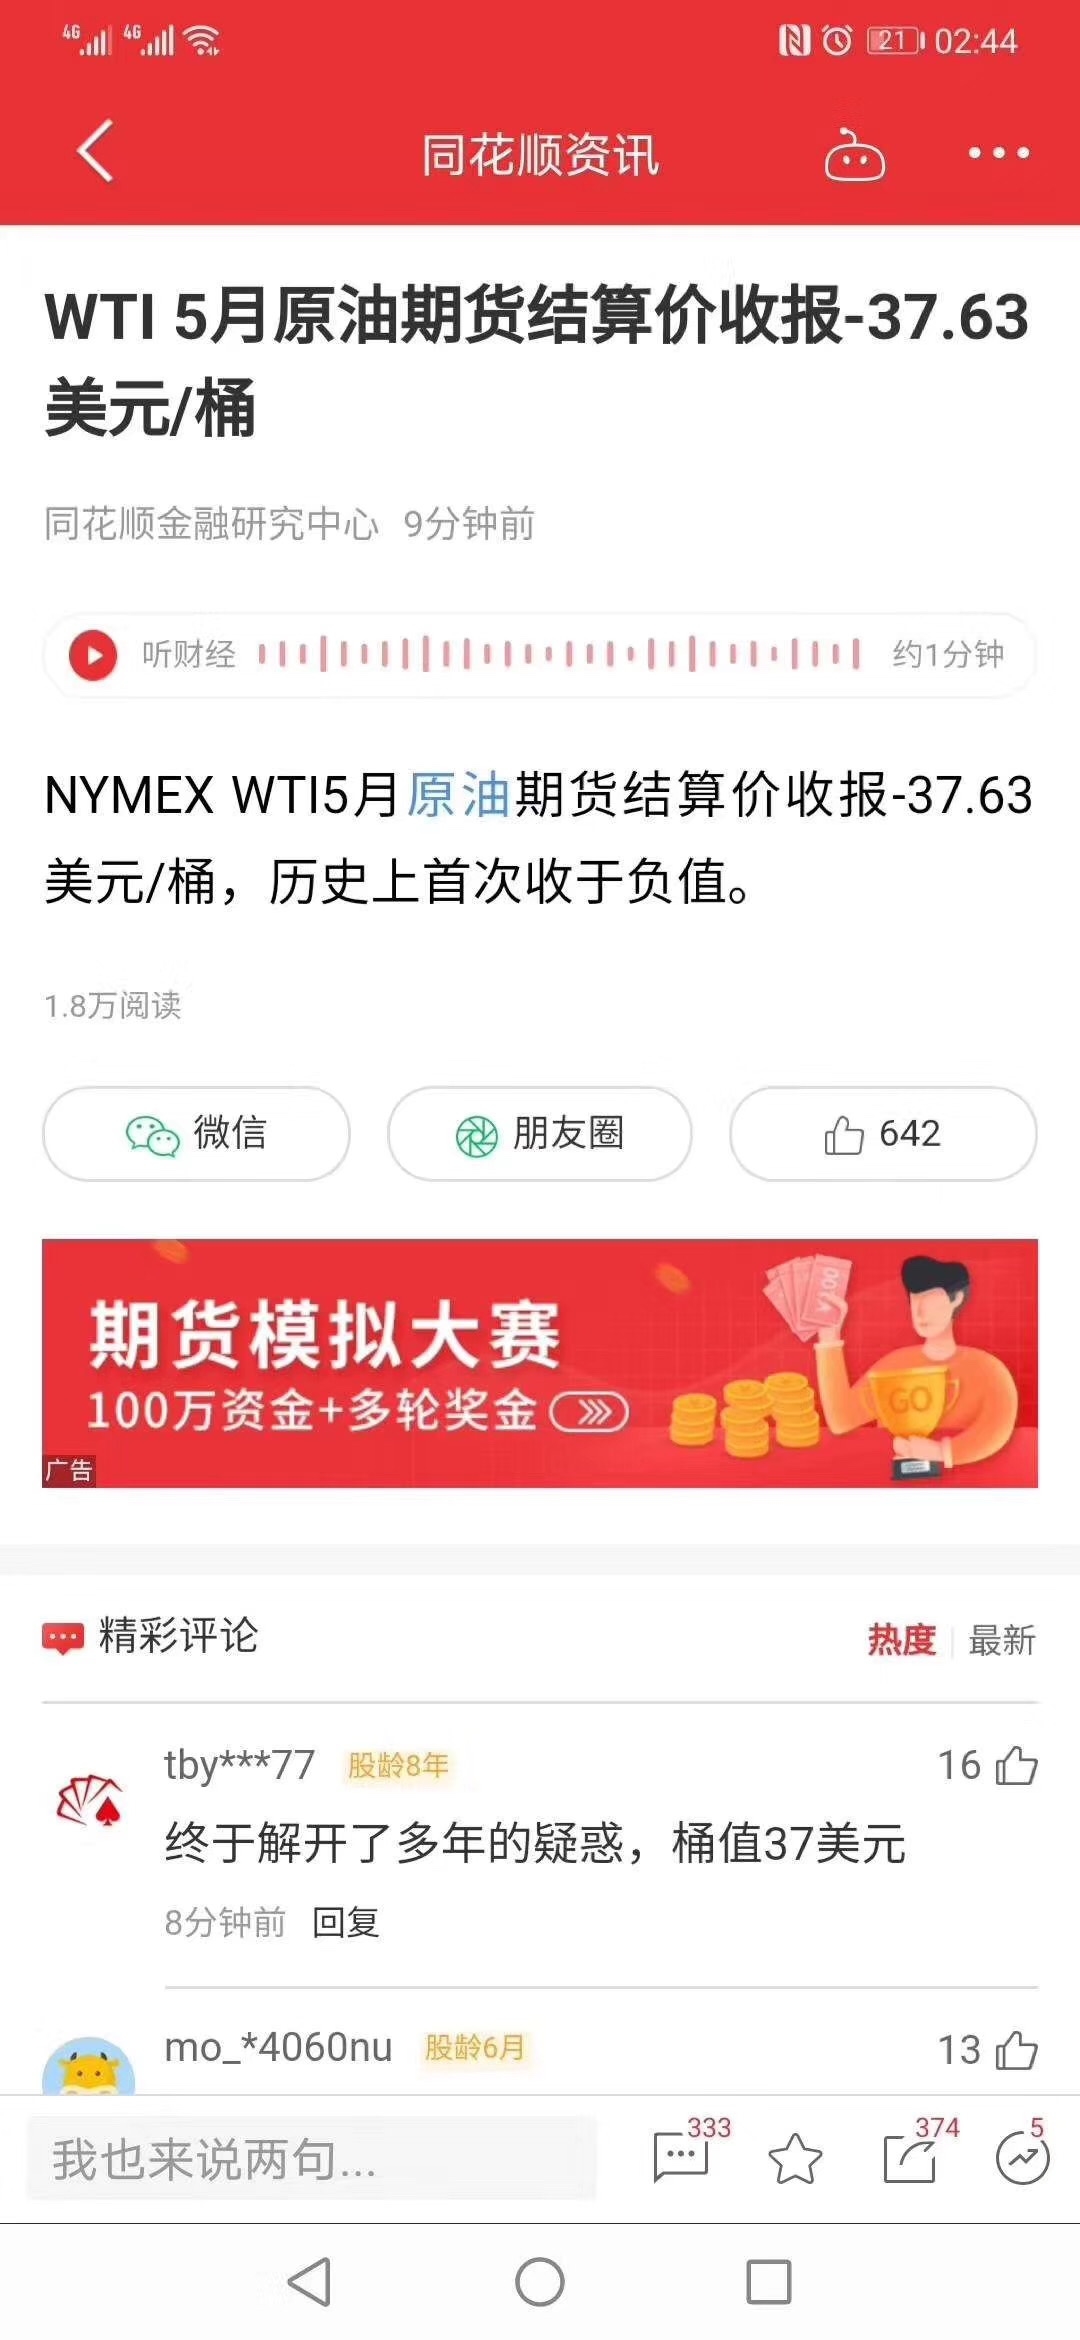 4G 4G 21 02:44
同花顺资讯
WTI 5月原油期货结算价收报-37.63
美元/桶
同花顺金融研究中心 9分钟前
听财经 约1分钟
NYMEX WTI5月原油期货结算价收报-37.63
美元/桶，历史上首次收于负值。
1.8万阅读
微信 朋友圈 642
期货模拟大赛
100万资金+多轮奖金
GO
100
广告
精彩评论 热度 最新
tby***77 股龄8年 16
终于解开了多年的疑惑，桶值37美元
8分钟前 回复
mo_*4060nu 股龄6月 13
我也来说两句... 333 374 5